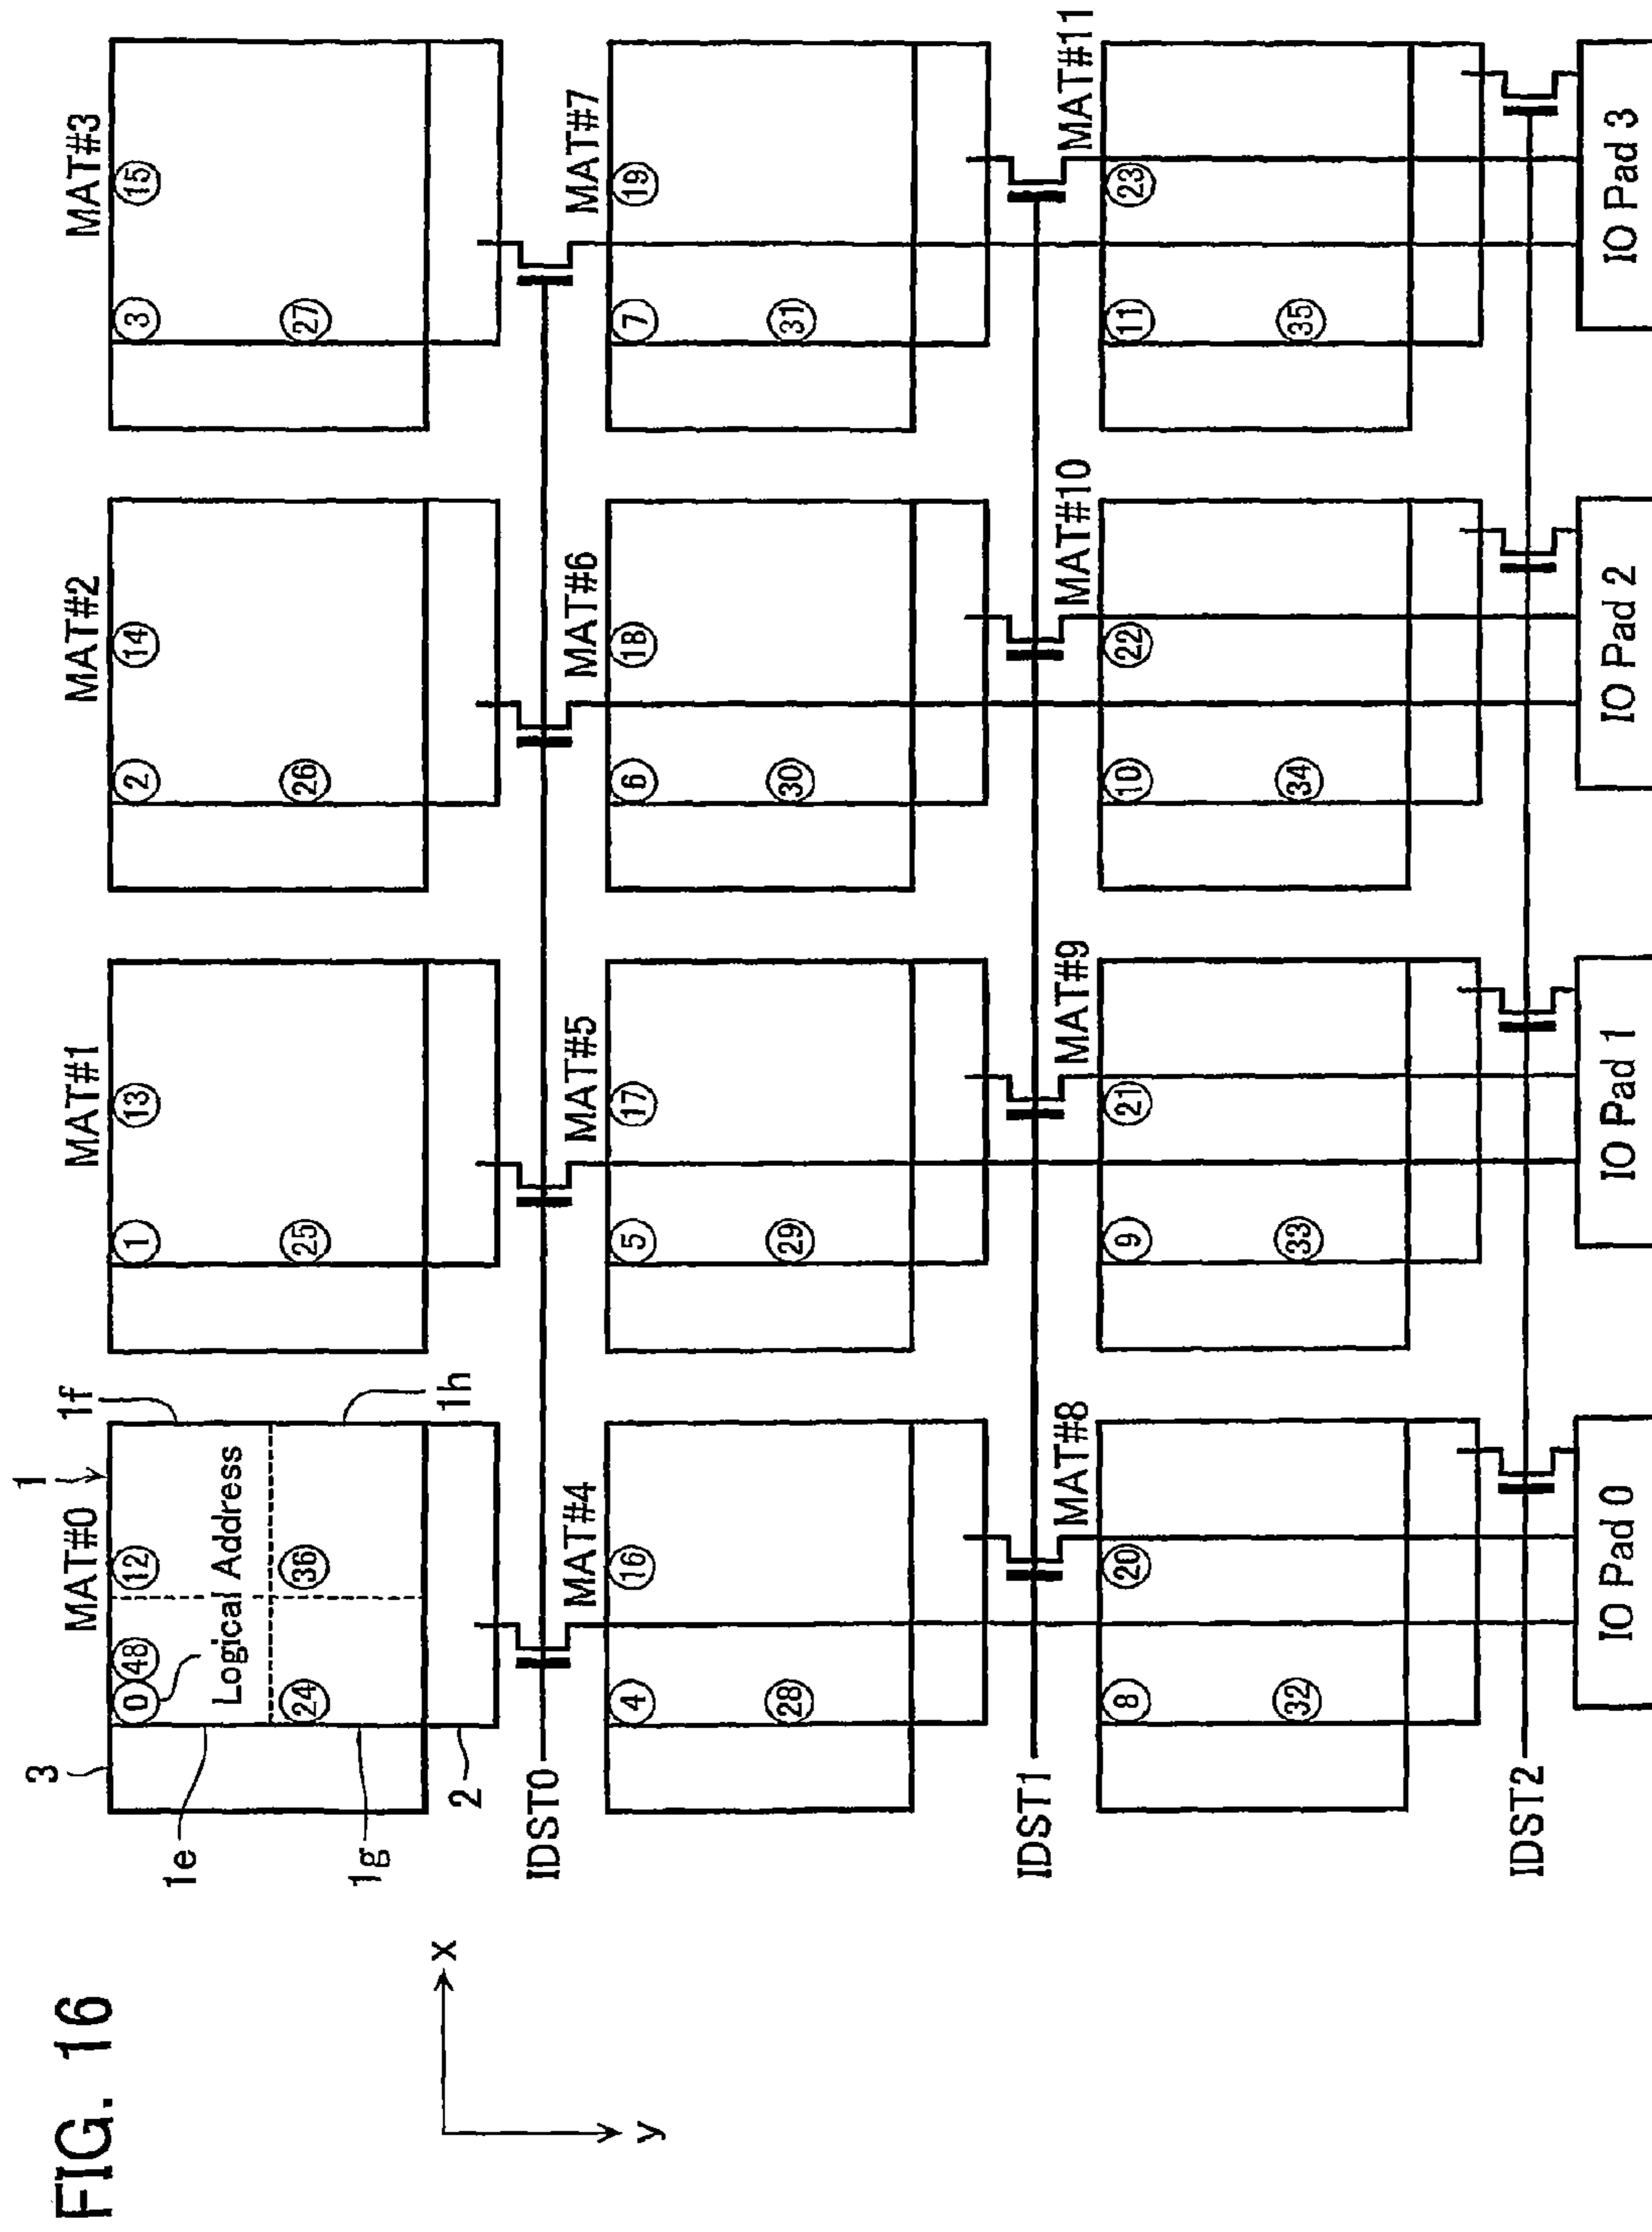 FIG. 16
x
y
1
MAT#0
MAT#1
MAT#2
MAT#3
3
1f
0 48 12
1 13
2 14
3 15
1e
Logical Address
24 36
25
26
27
1g
1h
2
IDST0
MAT#4
MAT#5
MAT#6
MAT#7
4 16
5 17
6 18
7 19
28
29
30
31
IDST1
MAT#8
MAT#9
MAT#10
MAT#11
8 20
9 21
10 22
11 23
32
33
34
35
IDST2
IO Pad 0
IO Pad 1
IO Pad 2
IO Pad 3